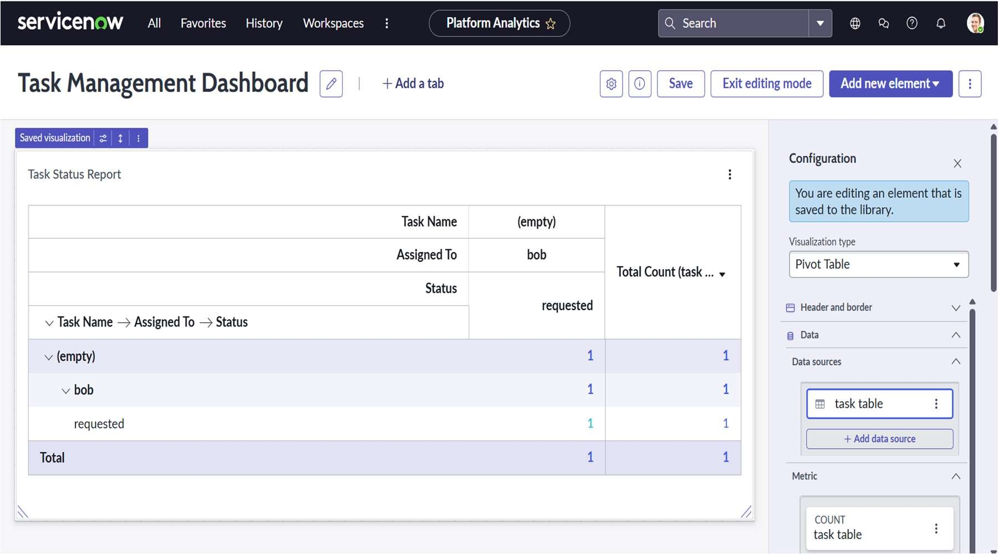 servicenow All Favorites History Workspaces Platform Analytics Search
Task Management Dashboard + Add a tab Save Exit editing mode Add new element
Saved visualization
Task Status Report
Task Name (empty)
Assigned To bob
Total Count (task ...
Status
requested
Task Name → Assigned To → Status
(empty) 1 1
bob 1 1
requested 1 1
Total 1 1
Configuration
You are editing an element that is
saved to the library.
Visualization type
Pivot Table
Header and border
Data
Data sources
task table
+ Add data source
Metric
COUNT
task table